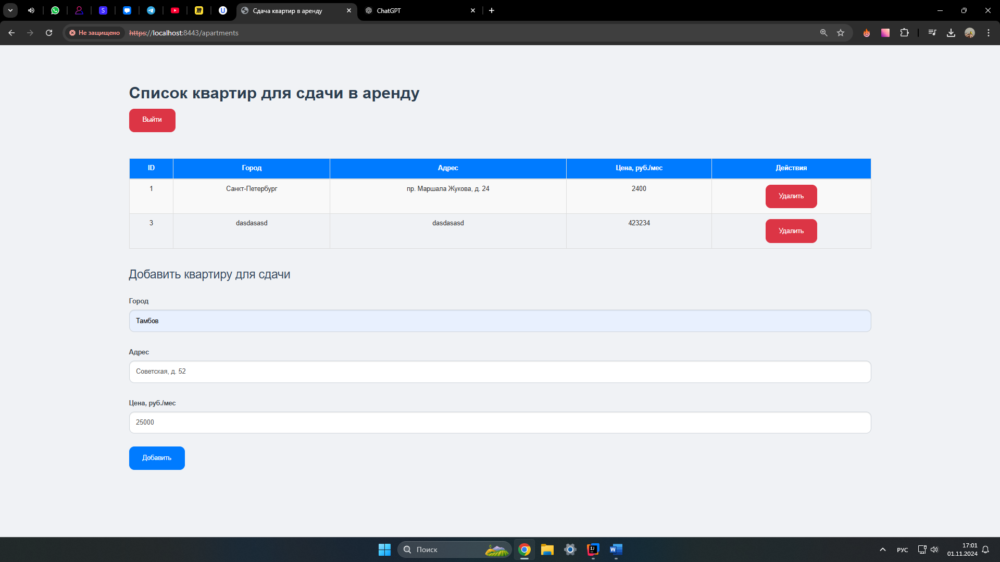 Сдача квартир в аренду
ChatGPT
Не защищено
https://localhost:8443/apartments
Список квартир для сдачи в аренду
Выйти
ID Город Адрес Цена, руб./мес Действия
1 Санкт-Петербург пр. Маршала Жукова, д. 24 2400 Удалить
3 dasdasasd dasdasasd 423234 Удалить
Добавить квартиру для сдачи
Город
Тамбов
Адрес
Советская, д. 52
Цена, руб./мес
25000
Добавить
Поиск
РУС
17:01
01.11.2024